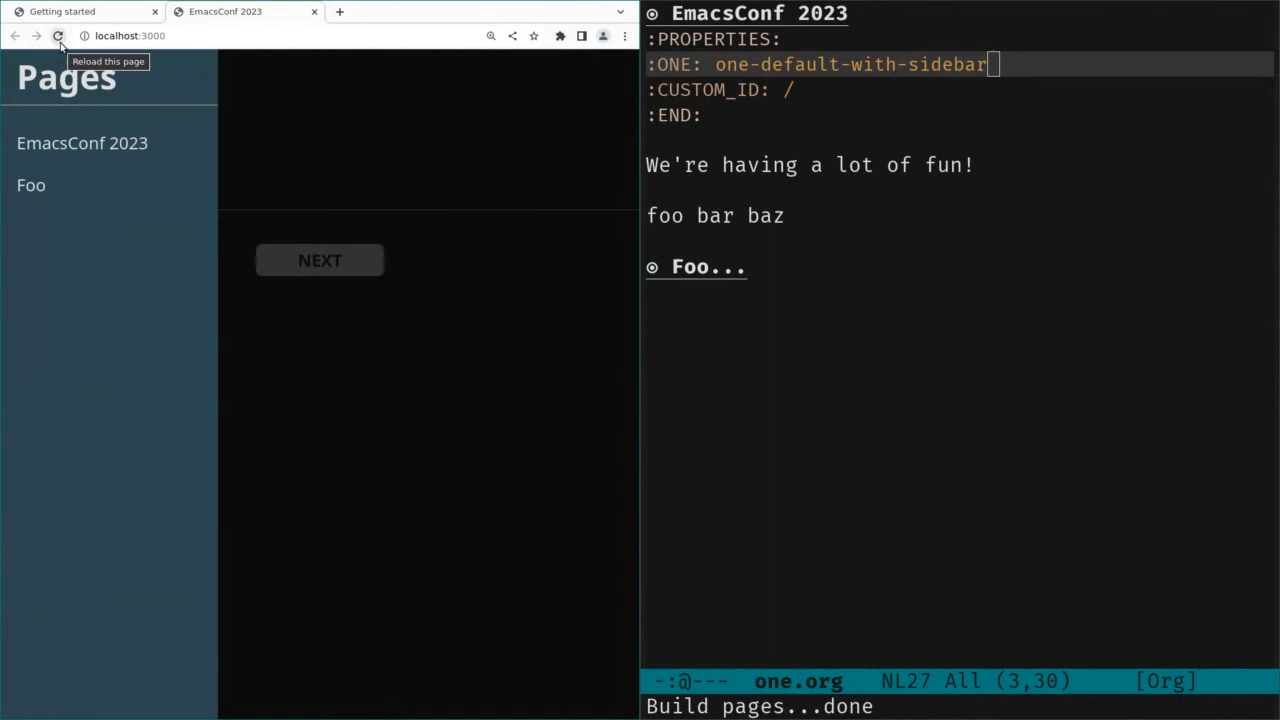 Getting started
EmacsConf 2023
localhost:3000
Reload this page
Pages
EmacsConf 2023
Foo
NEXT
EmacsConf 2023
:PROPERTIES:
:ONE: one-default-with-sidebar
:CUSTOM_ID: /
:END:
We're having a lot of fun!
foo bar baz
Foo...
-:@--- one.org NL27 All (3,30) [Org]
Build pages...done